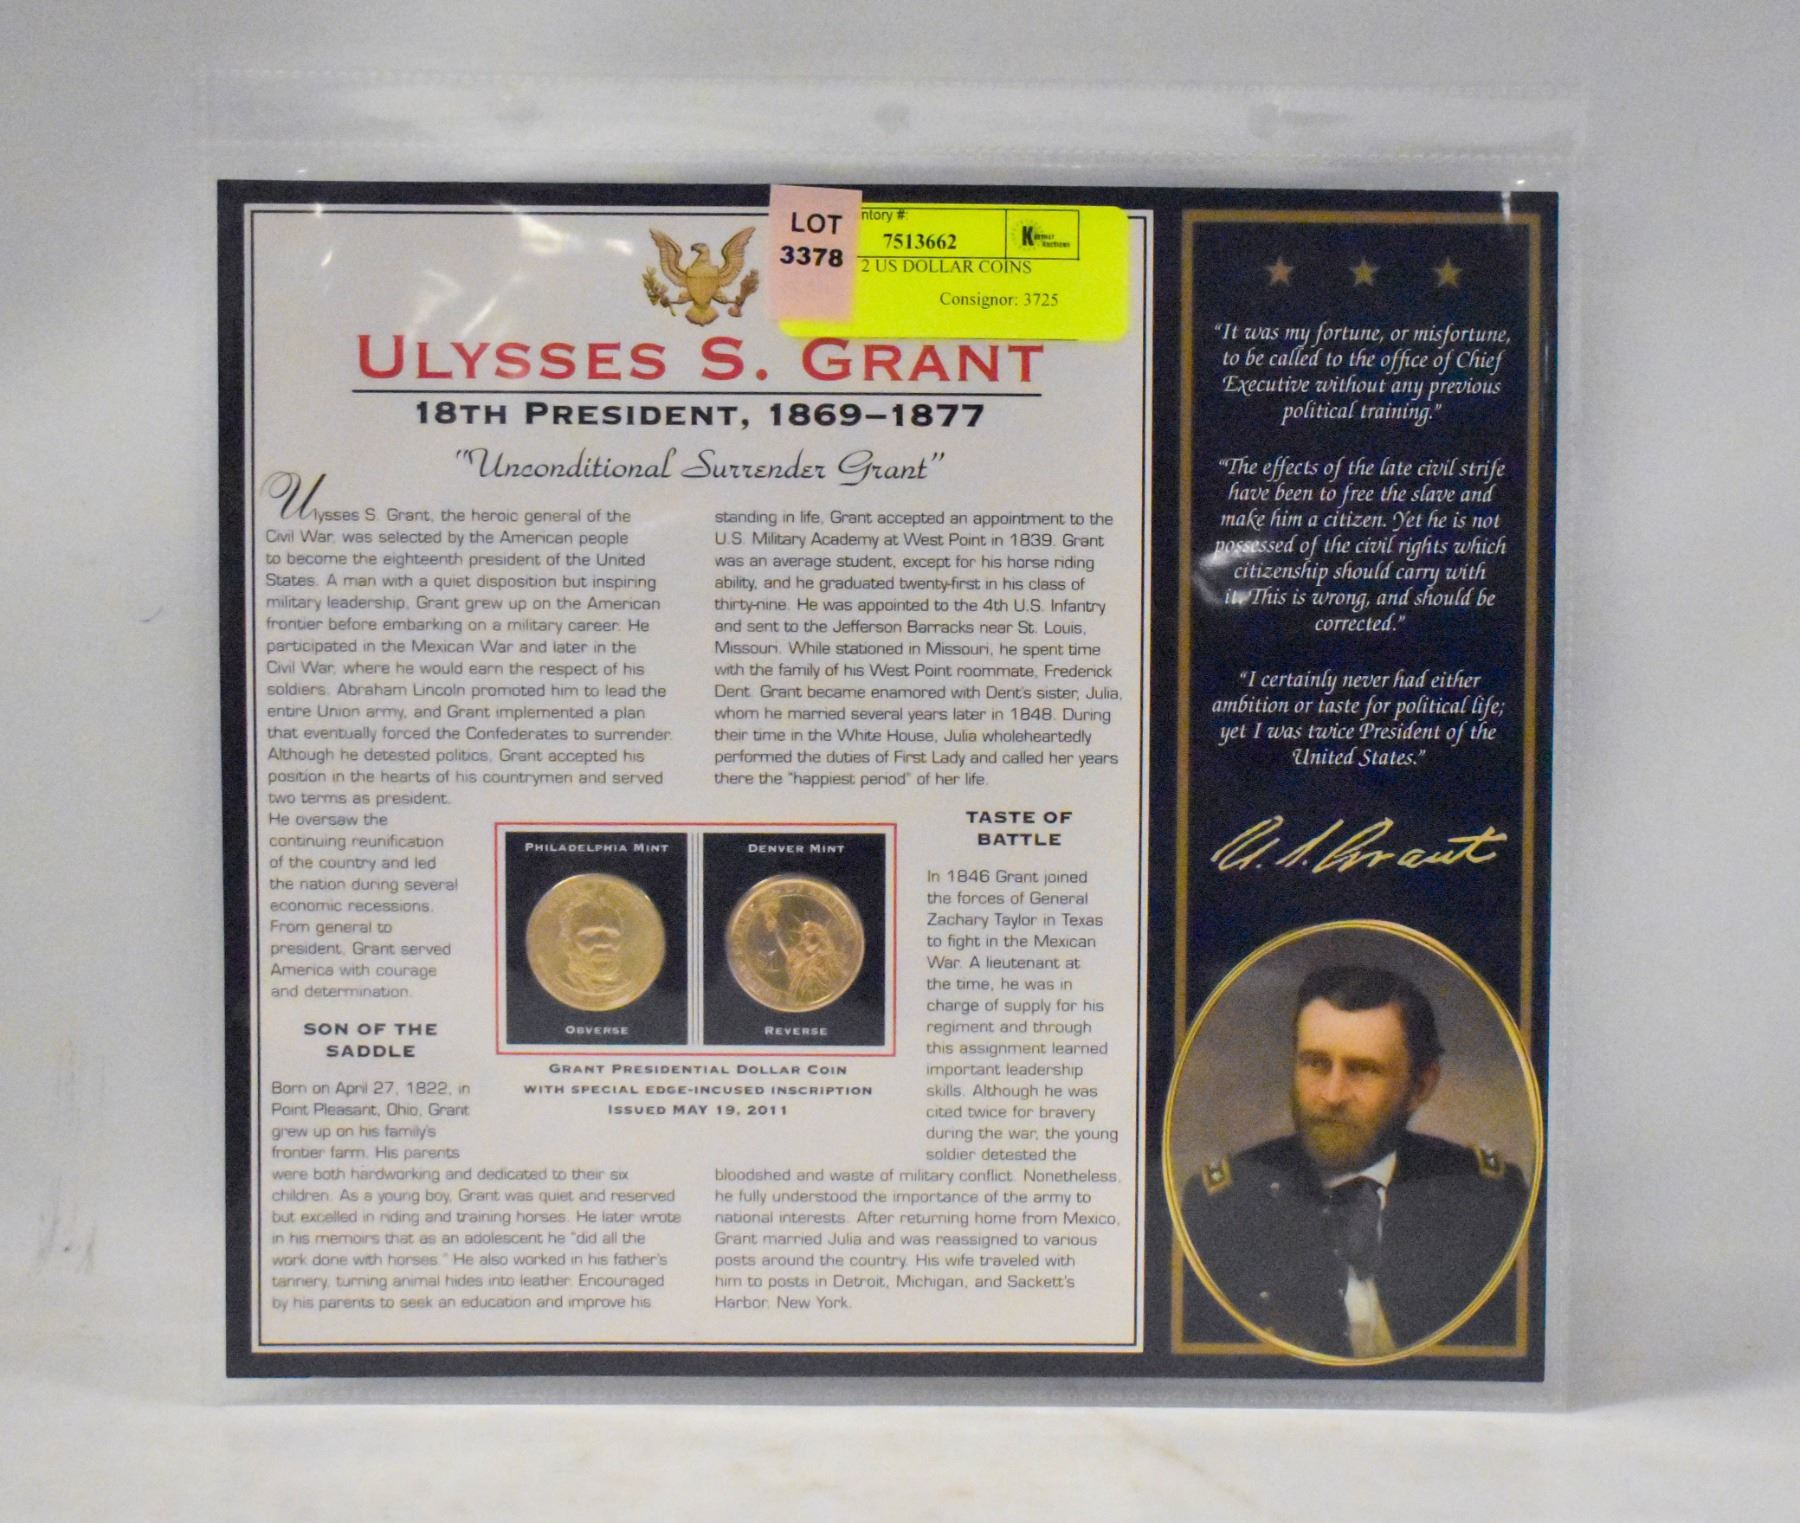 LOT
3378
ntory #:
7513662
Kramer
Auctions
2 US DOLLAR COINS
Consignor: 3725
ULYSSES S. GRANT
18TH PRESIDENT, 1869–1877
"Unconditional Surrender Grant"
Ulysses S. Grant, the heroic general of the
Civil War, was selected by the American people
to become the eighteenth president of the United
States. A man with a quiet disposition but inspiring
military leadership, Grant grew up on the American
frontier before embarking on a military career. He
participated in the Mexican War and later in the
Civil War, where he would earn the respect of his
soldiers. Abraham Lincoln promoted him to lead the
entire Union army, and Grant implemented a plan
that eventually forced the Confederates to surrender.
Although he detested politics, Grant accepted his
position in the hearts of his countrymen and served
two terms as president.
He oversaw the
continuing reunification
of the country and led
the nation during several
economic recessions.
From general to
president, Grant served
America with courage
and determination.
SON OF THE
SADDLE
Born on April 27, 1822, in
Point Pleasant, Ohio, Grant
grew up on his family's
frontier farm. His parents
were both hardworking and dedicated to their six
children. As a young boy, Grant was quiet and reserved
but excelled in riding and training horses. He later wrote
in his memoirs that as an adolescent he "did all the
work done with horses." He also worked in his father's
tannery, turning animal hides into leather. Encouraged
by his parents to seek an education and improve his
standing in life, Grant accepted an appointment to the
U.S. Military Academy at West Point in 1839. Grant
was an average student, except for his horse riding
ability, and he graduated twenty-first in his class of
thirty-nine. He was appointed to the 4th U.S. Infantry
and sent to the Jefferson Barracks near St. Louis,
Missouri. While stationed in Missouri, he spent time
with the family of his West Point roommate, Frederick
Dent. Grant became enamored with Dent's sister, Julia,
whom he married several years later in 1848. During
their time in the White House, Julia wholeheartedly
performed the duties of First Lady and called her years
there the "happiest period" of her life.
PHILADELPHIA MINT
OBVERSE
DENVER MINT
REVERSE
GRANT PRESIDENTIAL DOLLAR COIN
WITH SPECIAL EDGE-INCUSED INSCRIPTION
ISSUED MAY 19, 2011
TASTE OF
BATTLE
In 1846 Grant joined
the forces of General
Zachary Taylor in Texas
to fight in the Mexican
War. A lieutenant at
the time, he was in
charge of supply for his
regiment and through
this assignment learned
important leadership
skills. Although he was
cited twice for bravery
during the war, the young
soldier detested the
bloodshed and waste of military conflict. Nonetheless,
he fully understood the importance of the army to
national interests. After returning home from Mexico,
Grant married Julia and was reassigned to various
posts around the country. His wife traveled with
him to posts in Detroit, Michigan, and Sackett's
Harbor, New York.
"It was my fortune, or misfortune,
to be called to the office of Chief
Executive without any previous
political training."
"The effects of the late civil strife
have been to free the slave and
make him a citizen. Yet he is not
possessed of the civil rights which
citizenship should carry with
it. This is wrong, and should be
corrected."
"I certainly never had either
ambition or taste for political life;
yet I was twice President of the
United States."
U. S. Grant